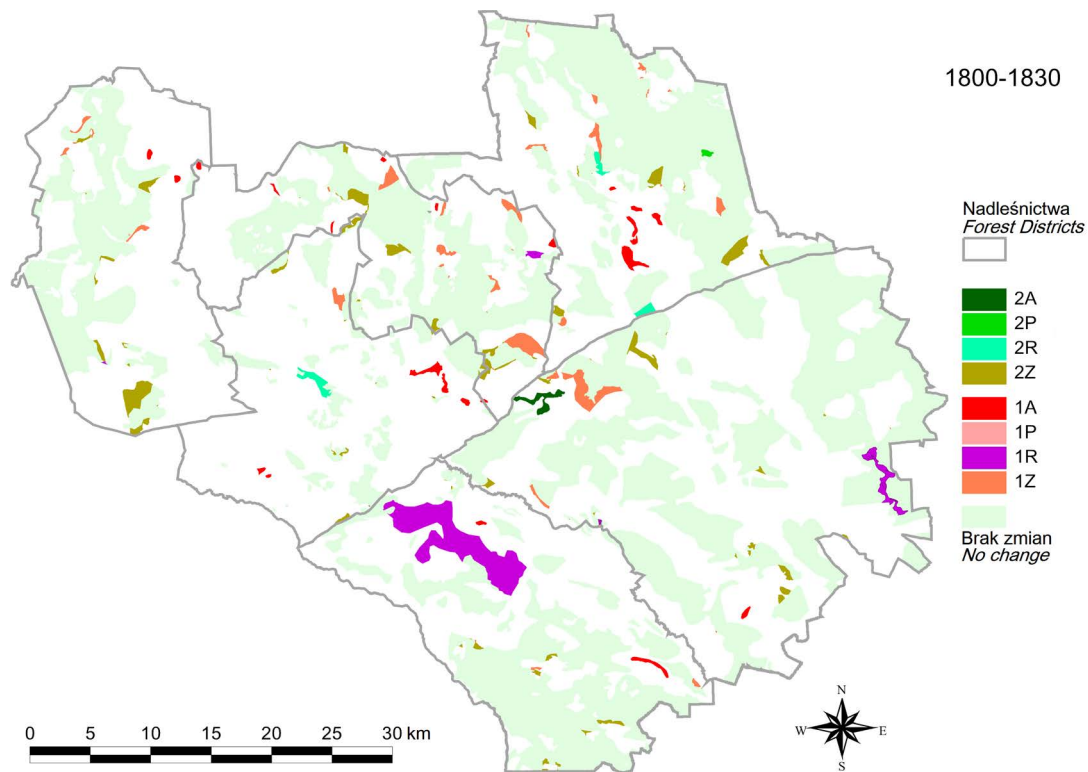 1800-1830
Nadleśnictwa
Forest Districts
2A
2P
2R
2Z
1A
1P
1R
1Z
Brak zmian
No change
0 5 10 15 20 25 30 km
N
W E
S